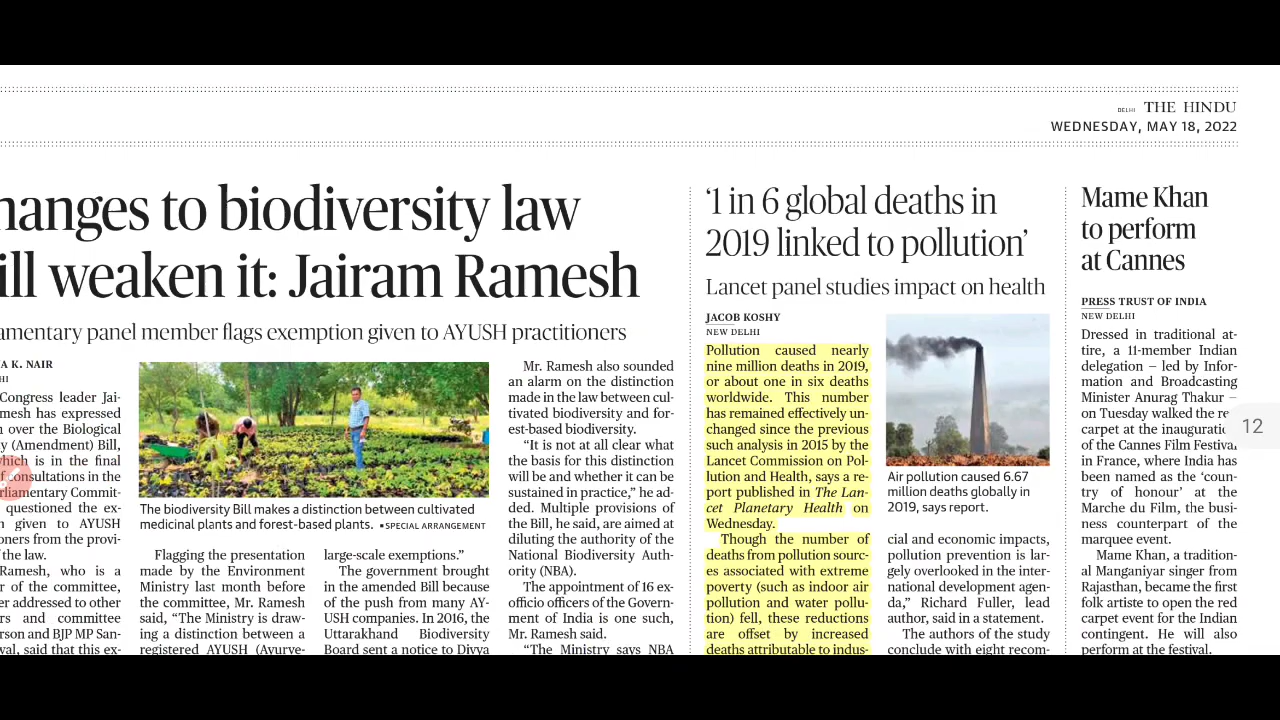 DELHI THE HINDU
WEDNESDAY, MAY 18, 2022
hanges to biodiversity law
ill weaken it: Jairam Ramesh
amentary panel member flags exemption given to AYUSH practitioners
A K. NAIR
HI
Congress leader Jai-
mesh has expressed
n over the Biological
y (Amendment) Bill,
which is in the final
f consultations in the
rliamentary Commit-
questioned the ex-
n given to AYUSH
oners from the provi-
the law.
Ramesh, who is a
r of the committee,
er addressed to other
rs and committee
rson and BJP MP San-
wal, said that this ex-
The biodiversity Bill makes a distinction between cultivated
medicinal plants and forest-based plants. ■ SPECIAL ARRANGEMENT
Flagging the presentation
made by the Environment
Ministry last month before
the committee, Mr. Ramesh
said, “The Ministry is draw-
ing a distinction between a
registered AYUSH (Ayurve-
large-scale exemptions.”
The government brought
in the amended Bill because
of the push from many AY-
USH companies. In 2016, the
Uttarakhand Biodiversity
Board sent a notice to Divya
Mr. Ramesh also sounded
an alarm on the distinction
made in the law between cul-
tivated biodiversity and for-
est-based biodiversity.
“It is not at all clear what
the basis for this distinction
will be and whether it can be
sustained in practice,” he ad-
ded. Multiple provisions of
the Bill, he said, are aimed at
diluting the authority of the
National Biodiversity Auth-
ority (NBA).
The appointment of 16 ex-
officio officers of the Govern-
ment of India is one such,
Mr. Ramesh said.
“The Ministry says NBA
‘1 in 6 global deaths in
2019 linked to pollution’
Lancet panel studies impact on health
JACOB KOSHY
NEW DELHI
Pollution caused nearly
nine million deaths in 2019,
or about one in six deaths
worldwide. This number
has remained effectively un-
changed since the previous
such analysis in 2015 by the
Lancet Commission on Pol-
lution and Health, says a re-
port published in The Lan-
cet Planetary Health on
Wednesday.
Though the number of
deaths from pollution sourc-
es associated with extreme
poverty (such as indoor air
pollution and water pollu-
tion) fell, these reductions
are offset by increased
deaths attributable to indus-
Air pollution caused 6.67
million deaths globally in
2019, says report.
cial and economic impacts,
pollution prevention is lar-
gely overlooked in the inter-
national development agen-
da,” Richard Fuller, lead
author, said in a statement.
The authors of the study
conclude with eight recom-
Mame Khan
to perform
at Cannes
PRESS TRUST OF INDIA
NEW DELHI
Dressed in traditional at-
tire, a 11-member Indian
delegation — led by Infor-
mation and Broadcasting
Minister Anurag Thakur —
on Tuesday walked the red
carpet at the inauguration
of the Cannes Film Festival
in France, where India has
been named as the ‘coun-
try of honour’ at the
Marche du Film, the busi-
ness counterpart of the
marquee event.
Mame Khan, a tradition-
al Manganiyar singer from
Rajasthan, became the first
folk artiste to open the red
carpet event for the Indian
contingent. He will also
perform at the festival.
12